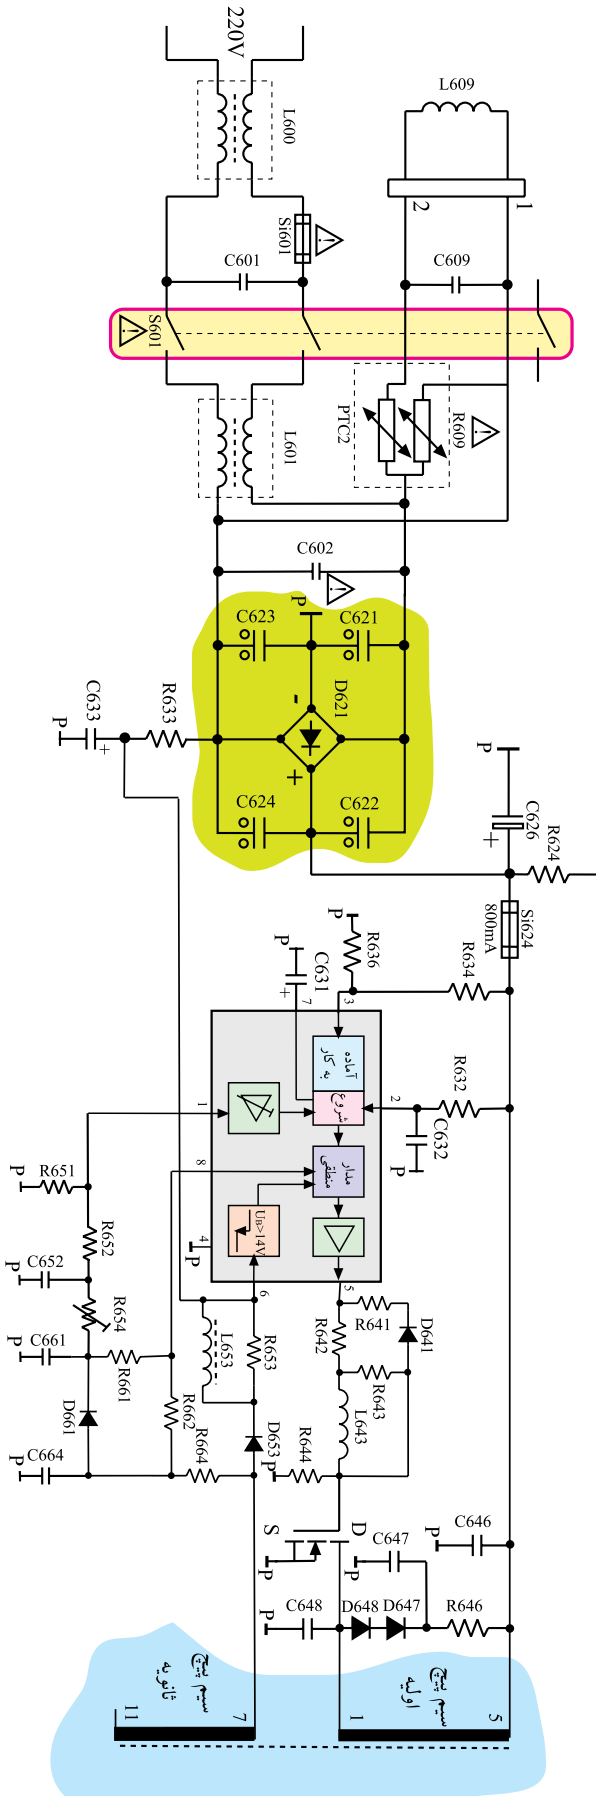 220V
L609
L600
1
2
Si601
C601
C609
S601
L601
PTC2
R609
C602
P
C623
C621
D621
-
+
C633
P
+
R633
C624
C622
P
C626
+
R624
Si624
800mA
P
R636
P
C631
+
R634
7
3
آماده
به کار
شروع
R632
2
C632
P
1
8
مدار
منطقی
UB>14V
4
P
5
6
P
R651
R652
P
C652
R654
P
C661
R661
D661
P
C664
R662
R664
L653
R653
D653
R641
R642
D641
R643
L643
R644
P
S
D
P
P
C646
P
C647
P
C648
D648
D647
R646
سیم پیچ
ثانویه
سیم پیچ
اولیه
11
7
1
5